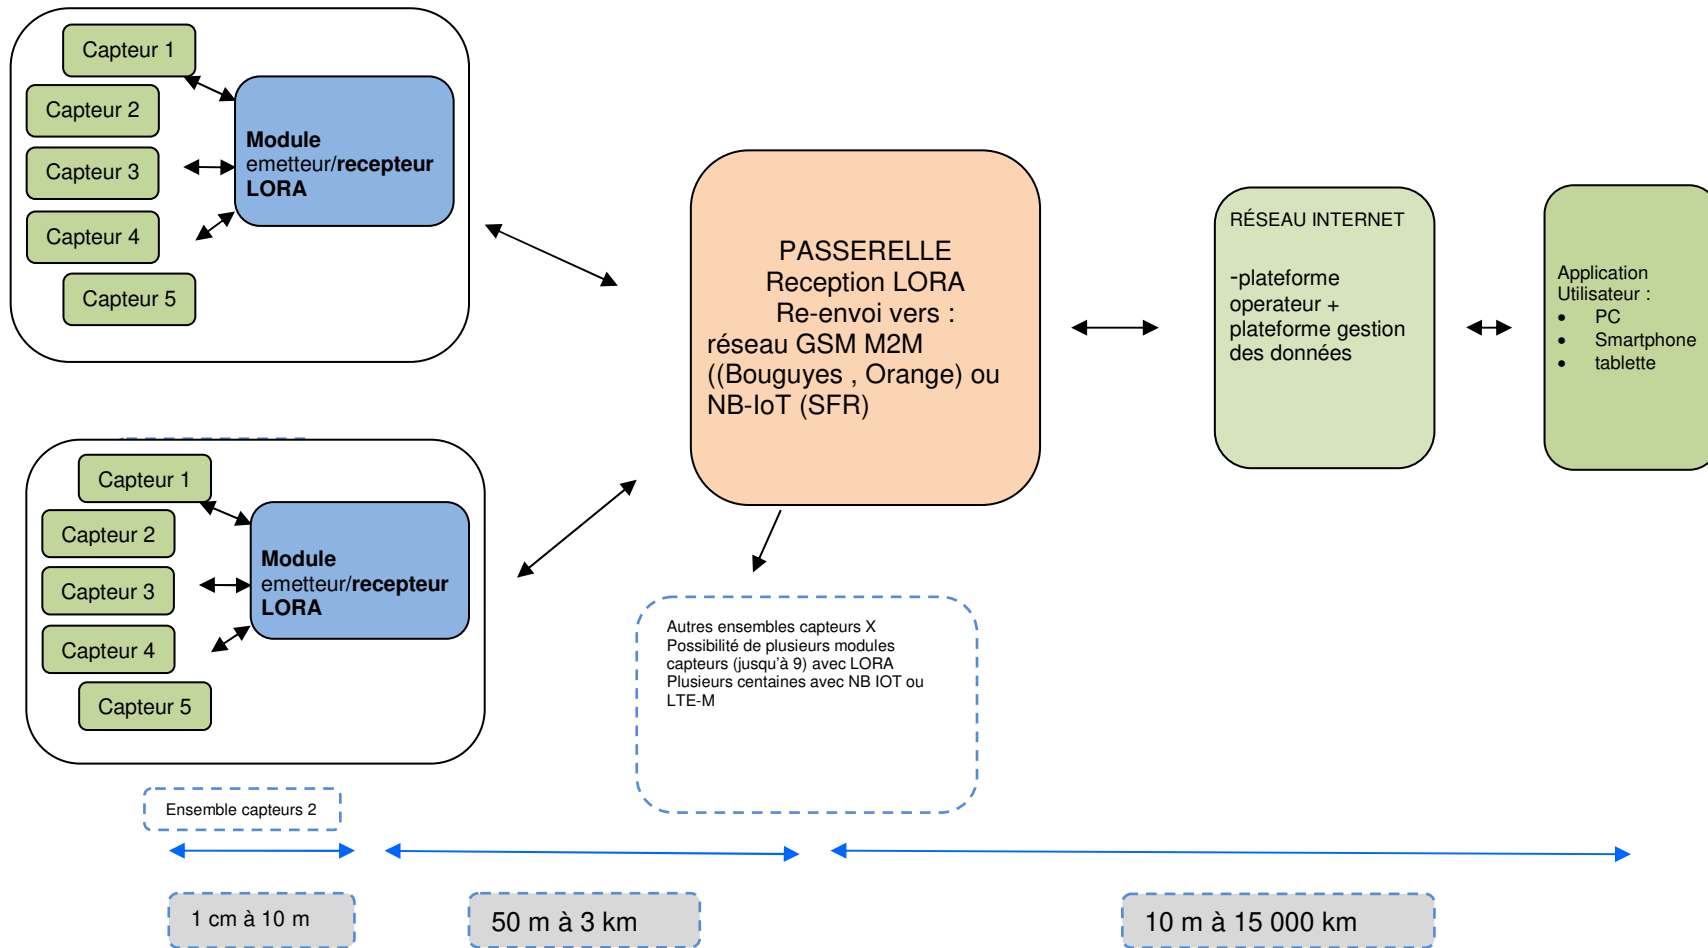 Capteur 1
Capteur 2
Capteur 3
Capteur 4
Capteur 5
Module
emetteur/recepteur
LORA
PASSERELLE
Reception LORA
Re-envoi vers :
réseau GSM M2M
((Bouguyes , Orange) ou
NB-IoT (SFR)
RÉSEAU INTERNET
-plateforme
operateur +
plateforme gestion
des données
Application
Utilisateur :
• PC
• Smartphone
• tablette
Capteur 1
Capteur 2
Capteur 3
Capteur 4
Capteur 5
Module
emetteur/recepteur
LORA
Autres ensembles capteurs X
Possibilité de plusieurs modules
capteurs (jusqu'à 9) avec LORA
Plusieurs centaines avec NB IOT ou
LTE-M
Ensemble capteurs 2
1 cm à 10 m
50 m à 3 km
10 m à 15 000 km